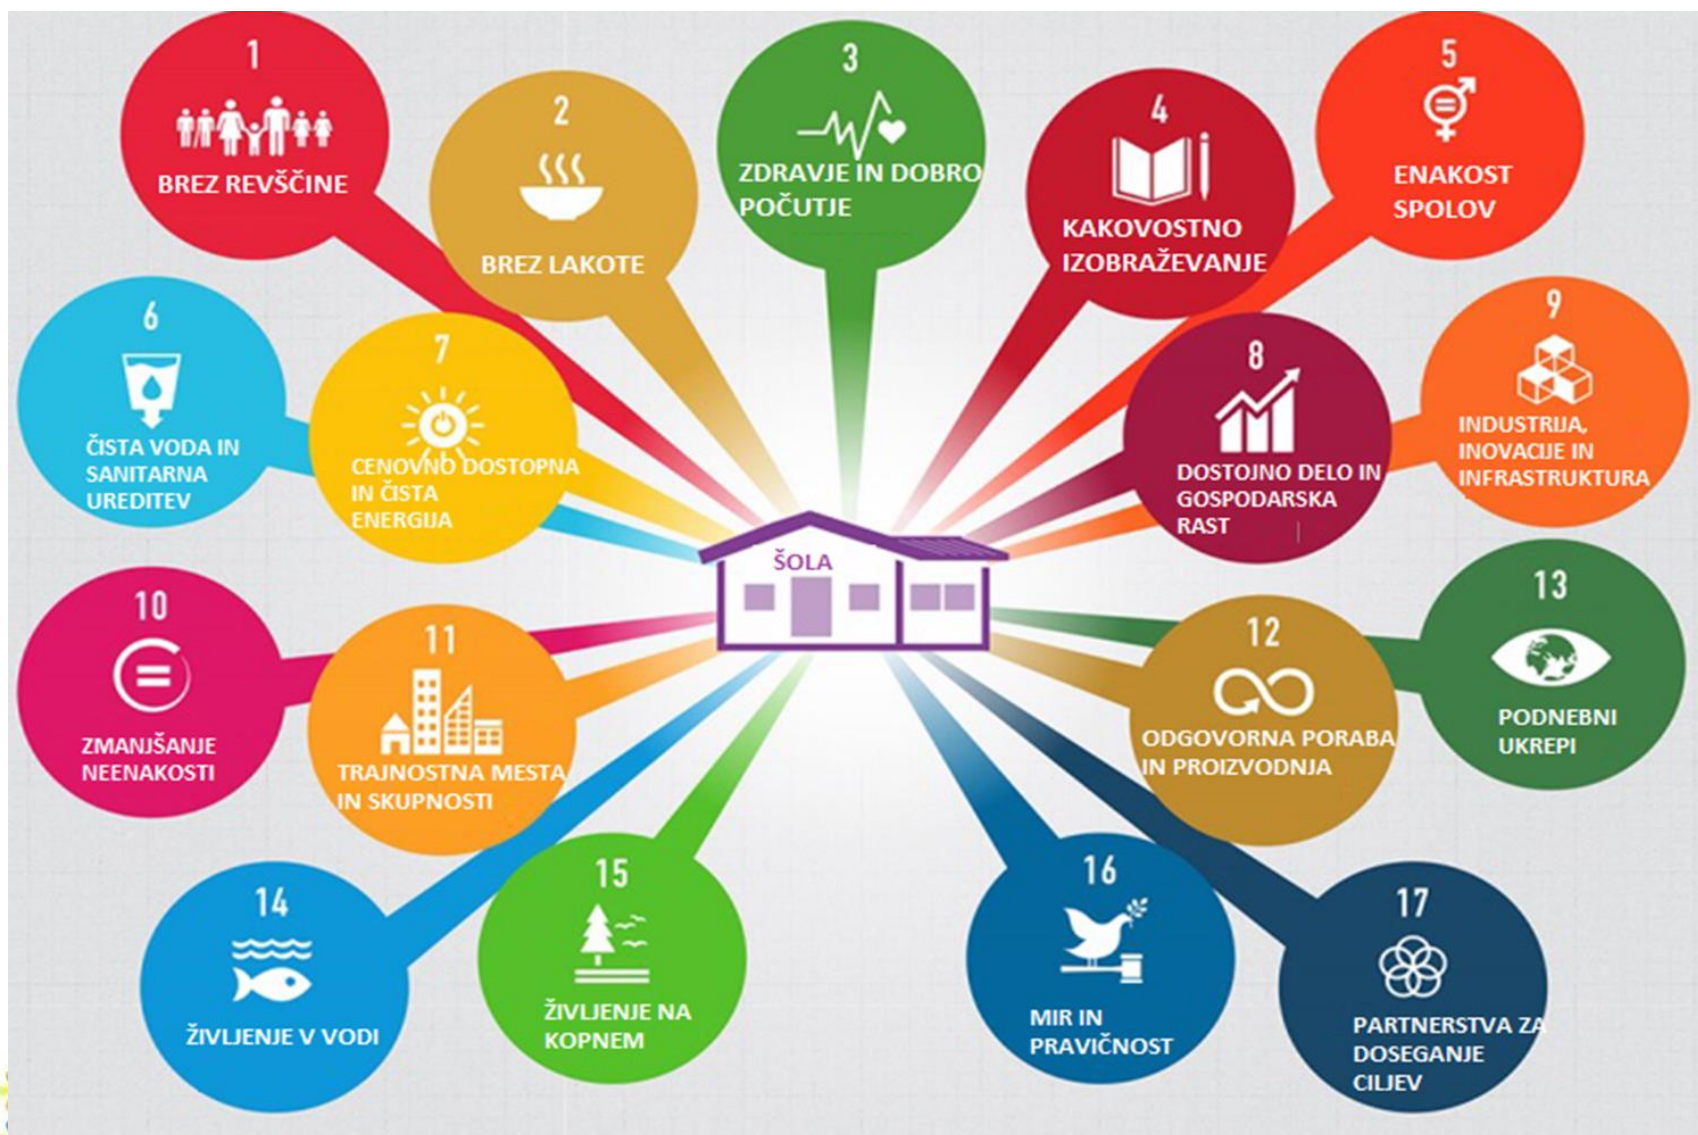 1
BREZ REVŠČINE
2
BREZ LAKOTE
3
ZDRAVJE IN DOBRO
POČUTJE
4
KAKOVOSTNO
IZOBRAŽEVANJE
5
ENAKOST
SPOLOV
6
ČISTA VODA IN
SANITARNA
UREDITEV
7
CENOVNO DOSTOPNA
IN ČISTA
ENERGIJA
8
DOSTOJNO DELO IN
GOSPODARSKA
RAST
9
INDUSTRIJA,
INOVACIJE IN
INFRASTRUKTURA
ŠOLA
10
ZMANJŠANJE
NEENAKOSTI
11
TRAJNOSTNA MESTA
IN SKUPNOSTI
12
ODGOVORNA PORABA
IN PROIZVODNJA
13
PODNEBNI
UKREPI
14
ŽIVLJENJE V VODI
15
ŽIVLJENJE NA
KOPNEM
16
MIR IN
PRAVIČNOST
17
PARTNERSTVA ZA
DOSEGANJE
CILJEV